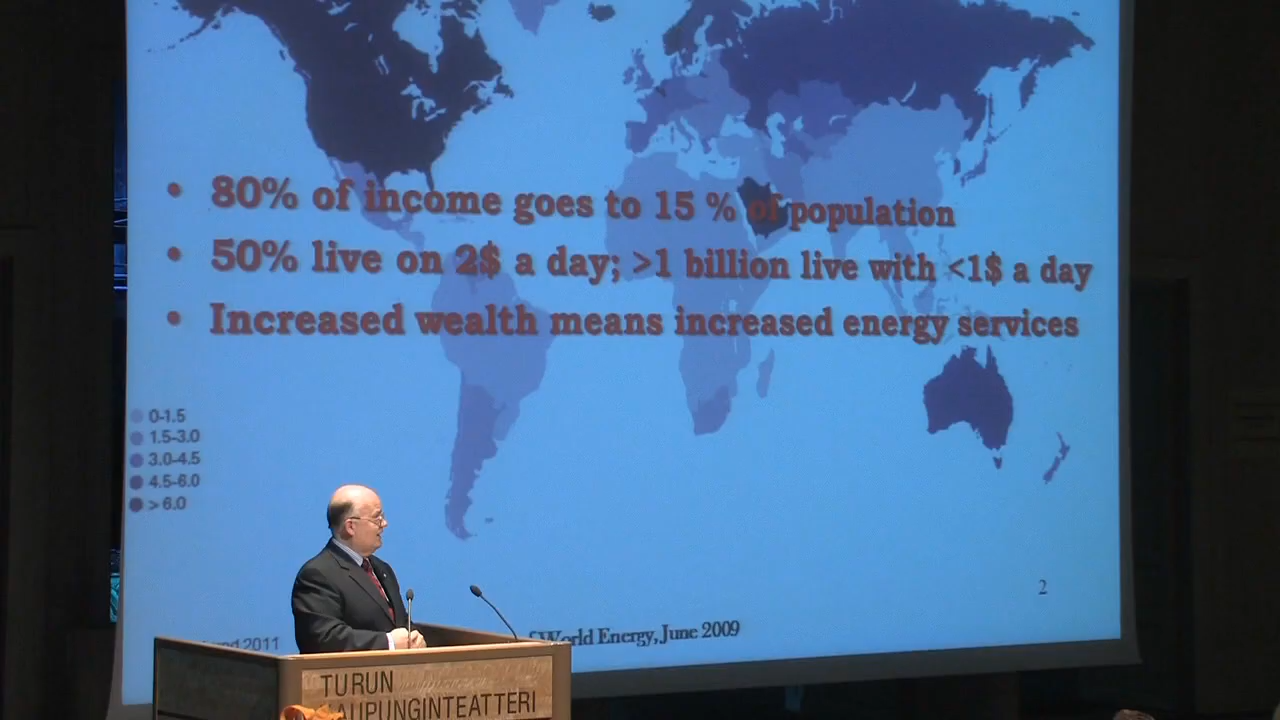 • 80% of income goes to 15 % of population
• 50% live on 2$ a day; >1 billion live with <1$ a day
• Increased wealth means increased energy services
0-1.5
1.5-3.0
3.0-4.5
4.5-6.0
> 6.0
2
2011
World Energy, June 2009
TURUN